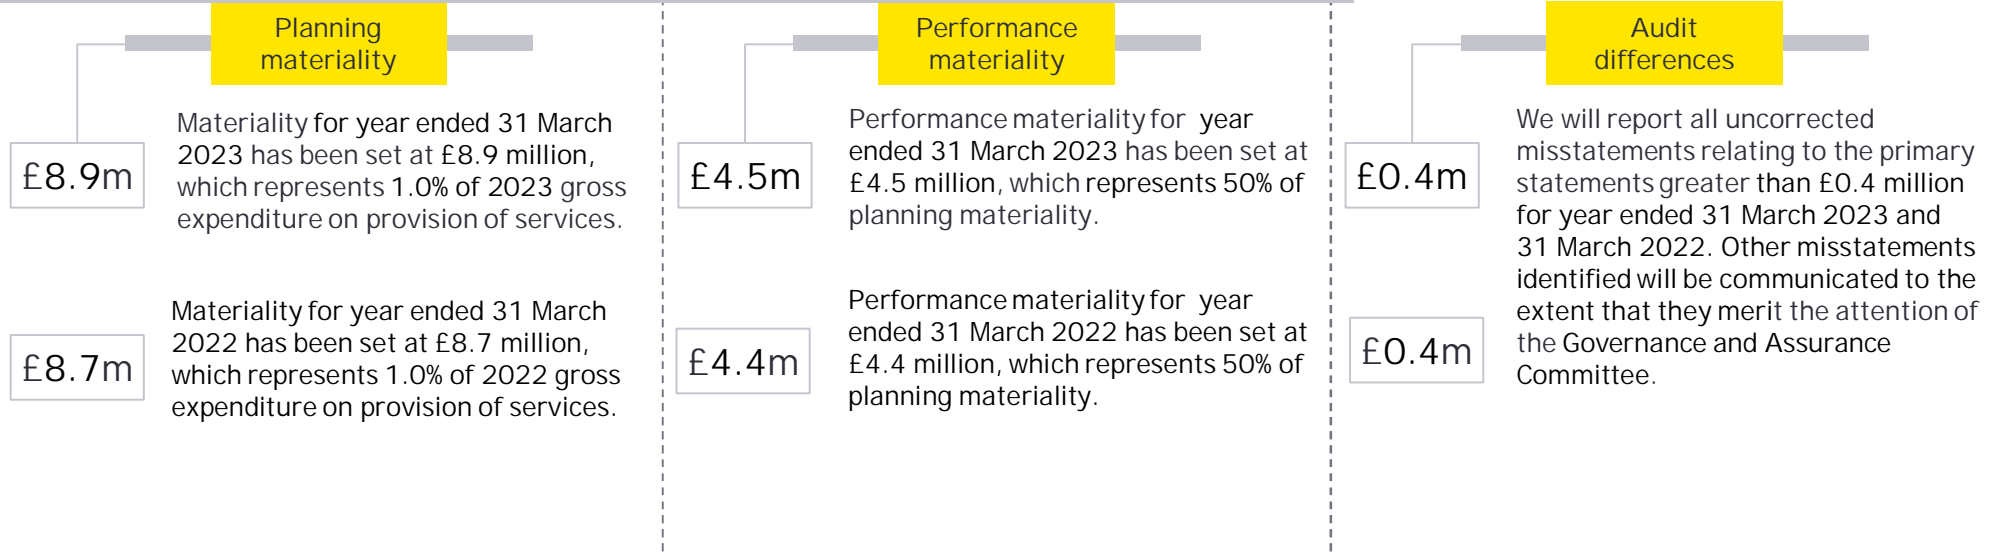 Planning
materiality
£8.9m
Materiality for year ended 31 March
2023 has been set at £8.9 million,
which represents 1.0% of 2023 gross
expenditure on provision of services.
£8.7m
Materiality for year ended 31 March
2022 has been set at £8.7 million,
which represents 1.0% of 2022 gross
expenditure on provision of services.
Performance
materiality
£4.5m
Performance materiality for year
ended 31 March 2023 has been set at
£4.5 million, which represents 50% of
planning materiality.
£4.4m
Performance materiality for year
ended 31 March 2022 has been set at
£4.4 million, which represents 50% of
planning materiality.
Audit
differences
£0.4m
£0.4m
We will report all uncorrected
misstatements relating to the primary
statements greater than £0.4 million
for year ended 31 March 2023 and
31 March 2022. Other misstatements
identified will be communicated to the
extent that they merit the attention of
the Governance and Assurance
Committee.